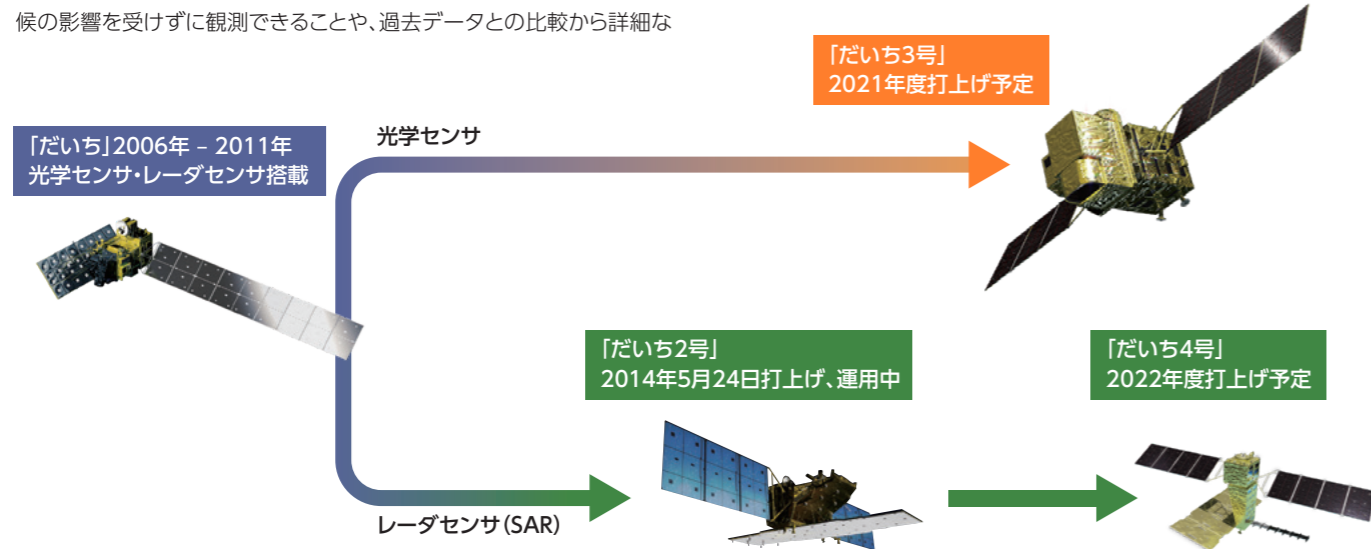 候の影響を受けずに観測できることや、過去データとの比較から詳細な
「だいち3号」
2021年度打上げ予定
光学センサ
「だいち」2006年 – 2011年
光学センサ・レーダセンサ搭載
「だいち2号」
2014年5月24日打上げ、運用中
「だいち4号」
2022年度打上げ予定
レーダセンサ(SAR)